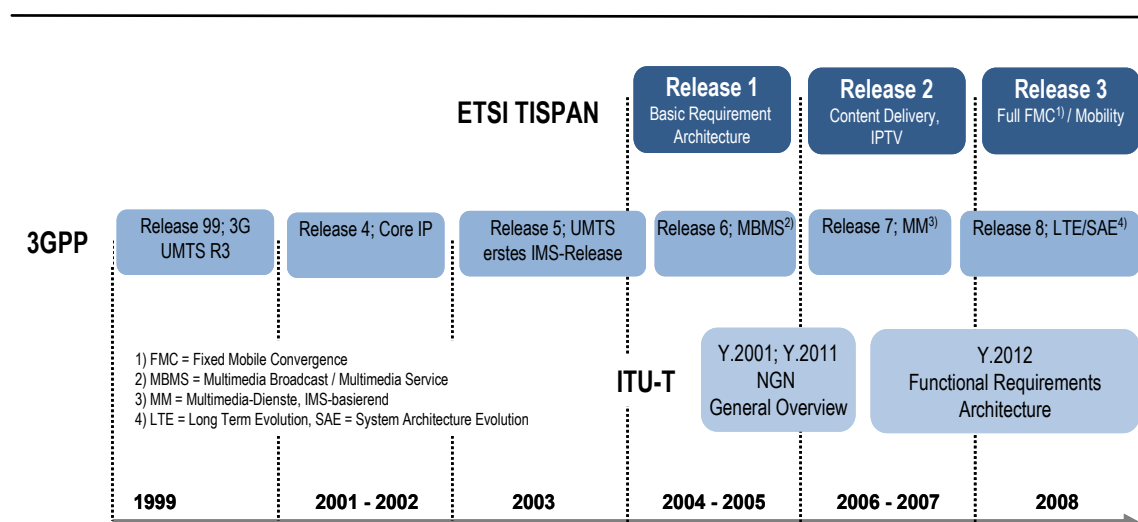 ETSI TISPAN
Release 1
Basic Requirement
Architecture
Release 2
Content Delivery,
IPTV
Release 3
Full FMC1) / Mobility
3GPP
Release 99; 3G
UMTS R3
Release 4; Core IP
Release 5; UMTS
erstes IMS-Release
Release 6; MBMS2)
Release 7; MM3)
Release 8; LTE/SAE4)
1) FMC = Fixed Mobile Convergence
2) MBMS = Multimedia Broadcast / Multimedia Service
3) MM = Multimedia-Dienste, IMS-basierend
4) LTE = Long Term Evolution, SAE = System Architecture Evolution
ITU-T
Y.2001; Y.2011
NGN
General Overview
Y.2012
Functional Requirements
Architecture
1999
2001 - 2002
2003
2004 - 2005
2006 - 2007
2008